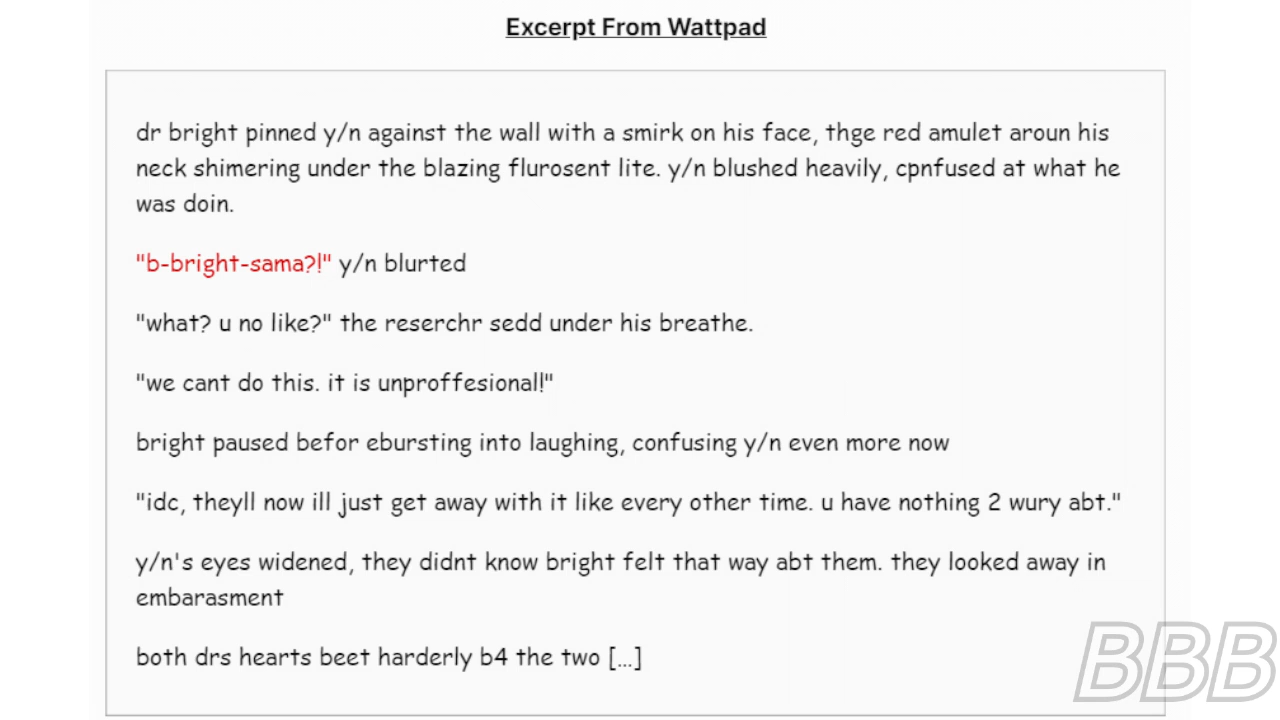 Excerpt From Wattpad
dr bright pinned y/n against the wall with a smirk on his face, thge red amulet aroun his
neck shimering under the blazing flurosent lite. y/n blushed heavily, cpnfused at what he
was doin.
"b-bright-sama?!" y/n blurted
"what? u no like?" the reserchr sedd under his breathe.
"we cant do this. it is unproffesional!"
bright paused befor ebursting into laughing, confusing y/n even more now
"idc, theyll now ill just get away with it like every other time. u have nothing 2 wury abt."
y/n's eyes widened, they didnt know bright felt that way abt them. they looked away in
embarasment
both drs hearts beet harderly b4 the two [...]
BBB